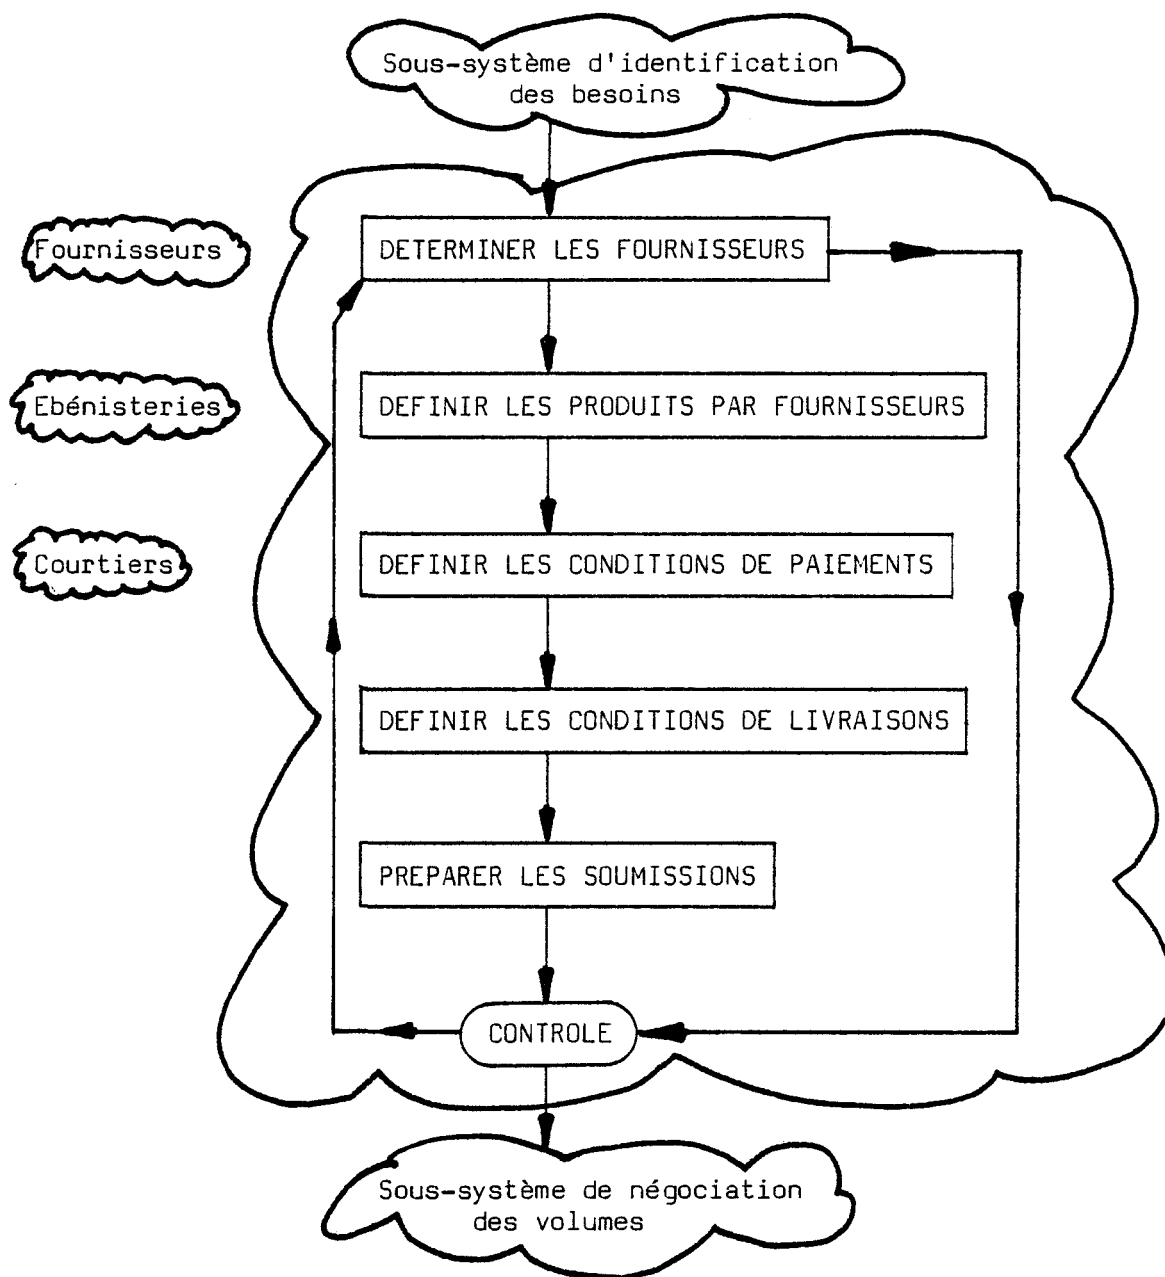 Sous-système d'identification
des besoins
Fournisseurs
DETERMINER LES FOURNISSEURS
Ebénisteries
DEFINIR LES PRODUITS PAR FOURNISSEURS
Courtiers
DEFINIR LES CONDITIONS DE PAIEMENTS
DEFINIR LES CONDITIONS DE LIVRAISONS
PREPARER LES SOUMISSIONS
CONTROLE
Sous-système de négociation
des volumes